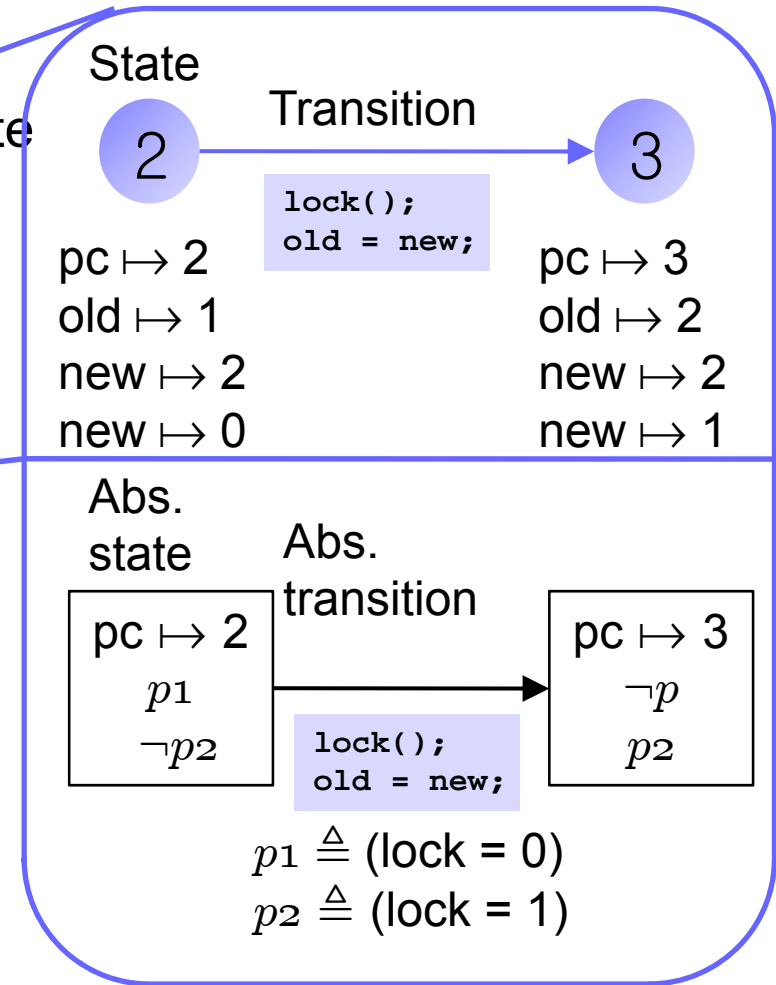 State
te
Transition
2
3
lock();
old = new;
pc ↦ 2
old ↦ 1
new ↦ 2
new ↦ 0
pc ↦ 3
old ↦ 2
new ↦ 2
new ↦ 1
Abs.
state
Abs.
transition
pc ↦ 2
p1
¬p2
lock();
old = new;
pc ↦ 3
¬p
p2
p1 ≜ (lock = 0)
p2 ≜ (lock = 1)